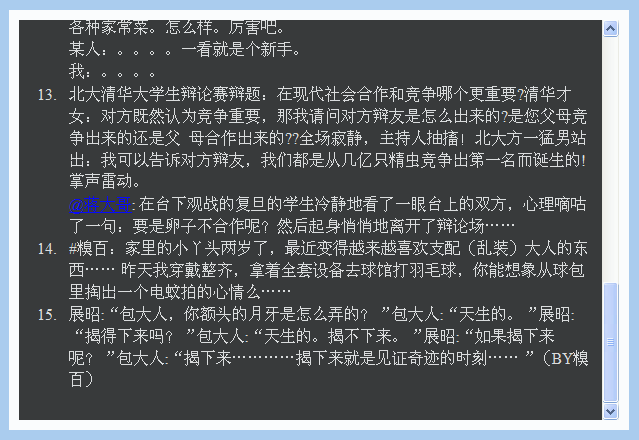 各种家常菜。怎么样。厉害吧。
某人：。。。。一看就是个新手。
我：。。。。
13. 北大清华大学生辩论赛辩题：在现代社会合作和竞争哪个更重要?清华才
女：对方既然认为竞争重要，那我请问对方辩友是怎么出来的?是您父母竞
争出来的还是父 母合作出来的??全场寂静，主持人抽搐！北大方一猛男站
出：我可以告诉对方辩友，我们都是从几亿只精虫竞争出第一名而诞生的!
掌声雷动。
@蒋大哥: 在台下观战的复旦的学生冷静地看了一眼台上的双方，心理嘀咕
了一句：要是卵子不合作呢？然后起身悄悄地离开了辩论场……
14. #糗百：家里的小丫头两岁了，最近变得越来越喜欢支配（乱装）大人的东
西…… 昨天我穿戴整齐，拿着全套设备去球馆打羽毛球，你能想象从球包
里掏出一个电蚊拍的心情么……
15. 展昭: “包大人，你额头的月牙是怎么弄的？ ”包大人: “天生的。 ”展昭:
“揭得下来吗？ ”包大人: “天生的。揭不下来。 ”展昭: “如果揭下来
呢？ ”包大人: “揭下来…………揭下来就是见证奇迹的时刻…… ”（BY糗
百）